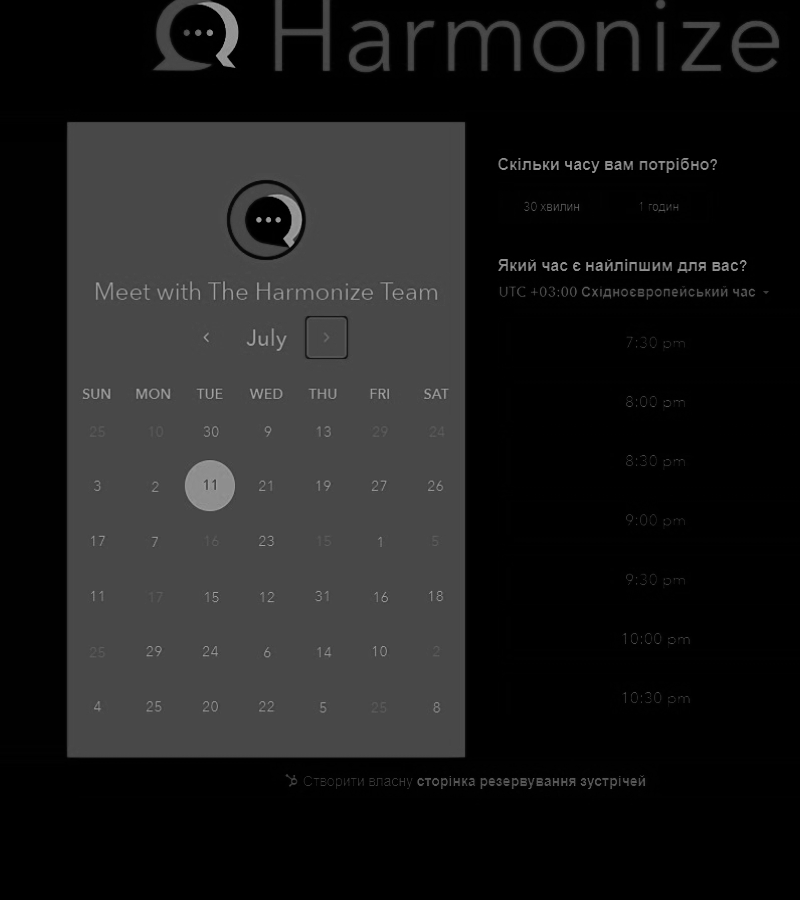 Harmonize
Meet with The Harmonize Team
July
SUN MON TUE WED THU FRI SAT
25 10 30 9 13 29 24
3 2 11 21 19 27 26
17 7 16 23 15 1 5
11 17 15 12 31 16 18
25 29 24 6 14 10 2
4 25 20 22 5 25 8
Скільки часу вам потрібно?
30 хвилин 1 годин
Який час є найліпшим для вас?
UTC +03:00 Східноєвропейський час
7:30 pm
8:00 pm
8:30 pm
9:00 pm
9:30 pm
10:00 pm
10:30 pm
Створити власну сторінка резервування зустрічей